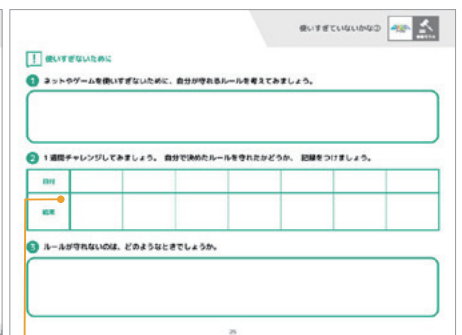 使いすぎていないかな②
! 使いすぎないために
1 ネットやゲームを使いすぎないために、自分が守れるルールを考えてみましょう。
2 1週間チャレンジしてみましょう。 自分で決めたルールを守れたかどうか、 記録をつけましょう。
日付
結果
3 ルールが守れないのは、どのようなときでしょうか。